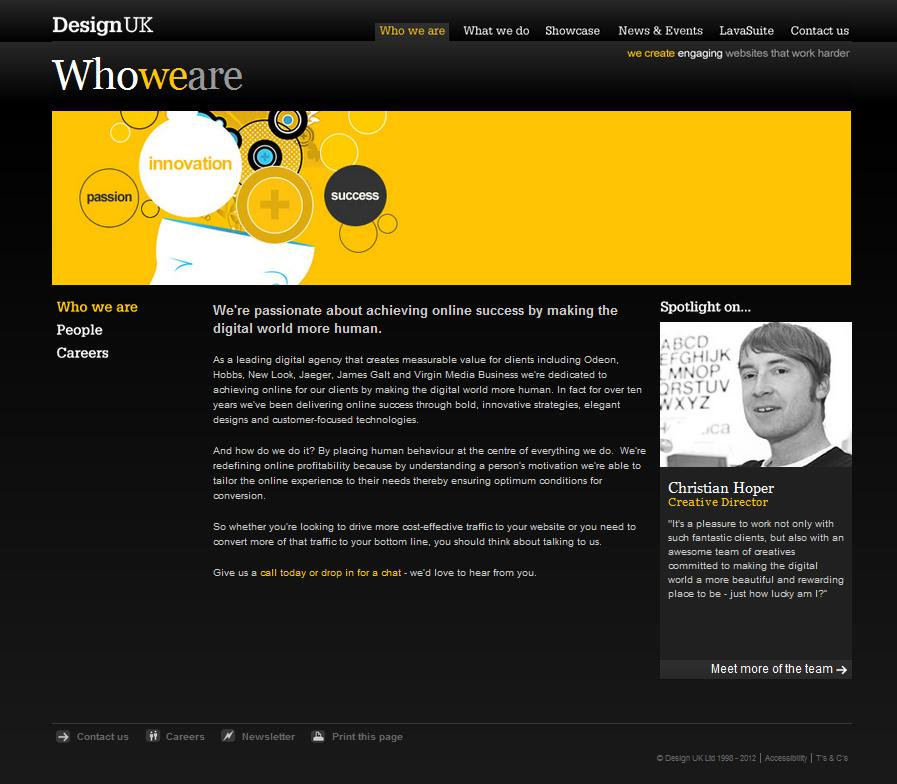 Design UK
Who we are
What we do
Showcase
News & Events
LavaSuite
Contact us
we create engaging websites that work harder
Whoweare
innovation
passion
success
Who we are
People
Careers
We're passionate about achieving online success by making the
digital world more human.
As a leading digital agency that creates measurable value for clients including Odeon,
Hobbs, New Look, Jaeger, James Galt and Virgin Media Business we're dedicated to
achieving online for our clients by making the digital world more human. In fact for over ten
years we've been delivering online success through bold, innovative strategies, elegant
designs and customer-focused technologies.
And how do we do it? By placing human behaviour at the centre of everything we do. We're
redefining online profitability because by understanding a person's motivation we're able to
tailor the online experience to their needs thereby ensuring optimum conditions for
conversion.
So whether you're looking to drive more cost-effective traffic to your website or you need to
convert more of that traffic to your bottom line, you should think about talking to us.
Give us a call today or drop in for a chat - we'd love to hear from you.
Spotlight on...
ABCD
EFGHIJK
MNOP
QRSTUV
WXYZ
Christian Hoper
Creative Director
"It's a pleasure to work not only with
such fantastic clients, but also with an
awesome team of creatives
committed to making the digital
world a more beautiful and rewarding
place to be - just how lucky am I?"
Meet more of the team
Contact us
Careers
Newsletter
Print this page
© Design UK Ltd 1998 - 2012 | Accessibility | T's & C's